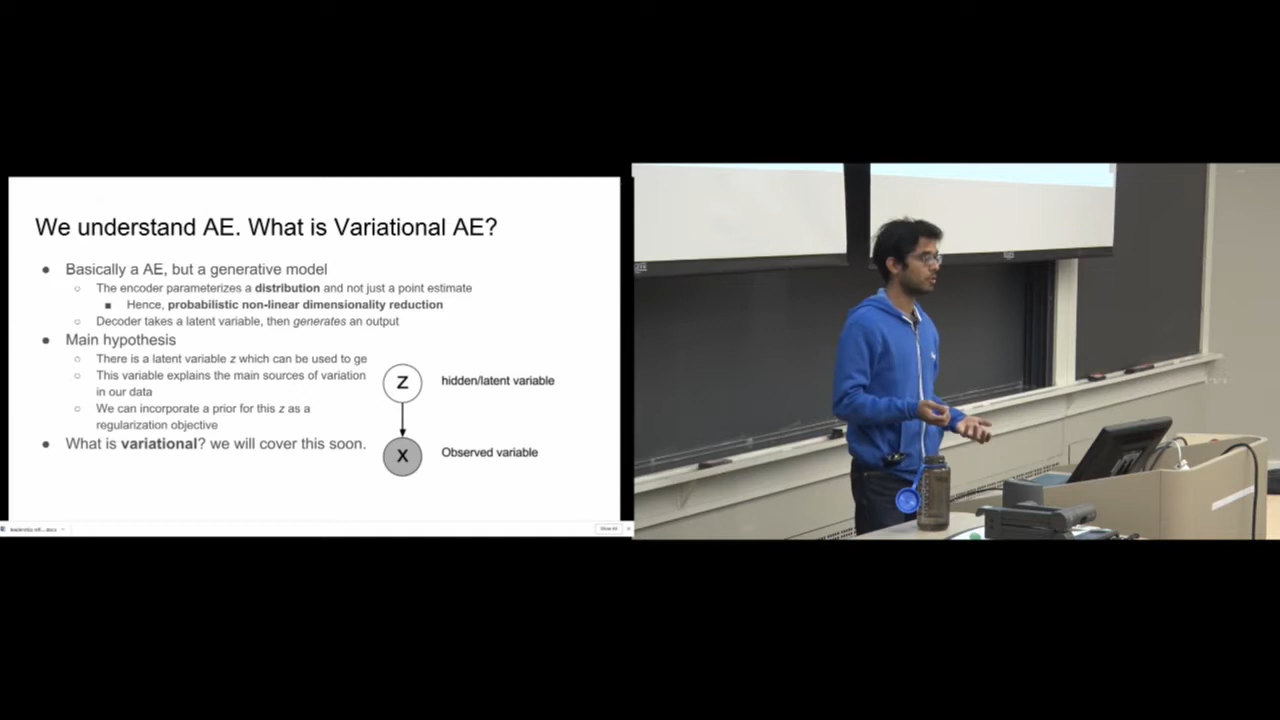 We understand AE. What is Variational AE?
● Basically a AE, but a generative model
○ The encoder parameterizes a distribution and not just a point estimate
■ Hence, probabilistic non-linear dimensionality reduction
○ Decoder takes a latent variable, then generates an output
● Main hypothesis
○ There is a latent variable z which can be used to ge
○ This variable explains the main sources of variation
in our data
○ We can incorporate a prior for this z as a
regularization objective
● What is variational? we will cover this soon.
Z
hidden/latent variable
X
Observed variable
Show All